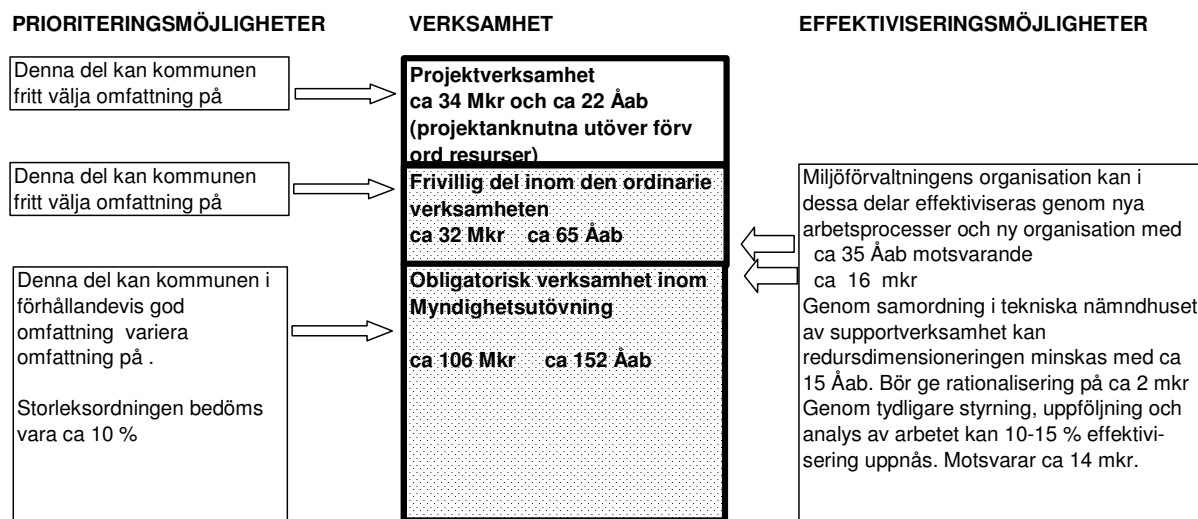 PRIORITERINGSMÖJLIGHETER
Denna del kan kommunen
fritt välja omfattning på
Denna del kan kommunen
fritt välja omfattning på
Denna del kan kommunen i
förhållandevis god
omfattning variera
omfattning på .
Storleksordningen bedöms
vara ca 10 %
VERKSAMHET
Projektverksamhet
ca 34 Mkr och ca 22 Åab
(projektanknutna utöver förv
ord resurser)
Frivillig del inom den ordinarie
verksamheten
ca 32 Mkr ca 65 Åab
Obligatorisk verksamhet inom
Myndighetsutövning
ca 106 Mkr ca 152 Åab
EFFEKTIVISERINGSMÖJLIGHETER
Miljöförvaltningens organisation kan i
dessa delar effektiviseras genom nya
arbetsprocesser och ny organisation med
ca 35 Åab motsvarande
ca 16 mkr
Genom samordning i tekniska nämndhuset
av supportverksamhet kan
redursdimensioneringen minskas med ca
15 Åab. Bör ge rationalisering på ca 2 mkr
Genom tydligare styrning, uppföljning och
analys av arbetet kan 10-15 % effektivi-
sering uppnås. Motsvarar ca 14 mkr.